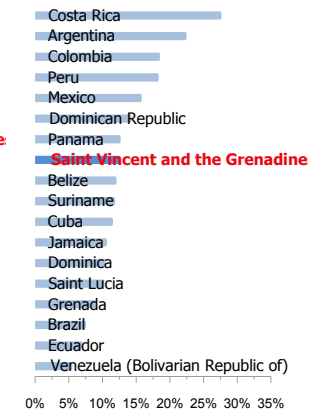 Costa Rica
Argentina
Colombia
Peru
Mexico
Dominican Republic
Panama
Saint Vincent and the Grenadine
Belize
Suriname
Cuba
Jamaica
Dominica
Saint Lucia
Grenada
Brazil
Ecuador
Venezuela (Bolivarian Republic of)
0% 5% 10% 15% 20% 25% 30% 35%